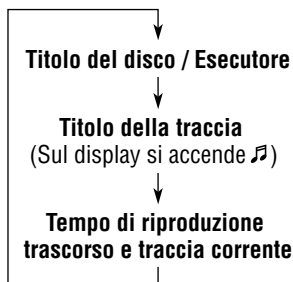 Titolo del disco / Esecutore
Titolo della traccia
(Sul display si accende ♬)
Tempo di riproduzione
trascorso e traccia corrente